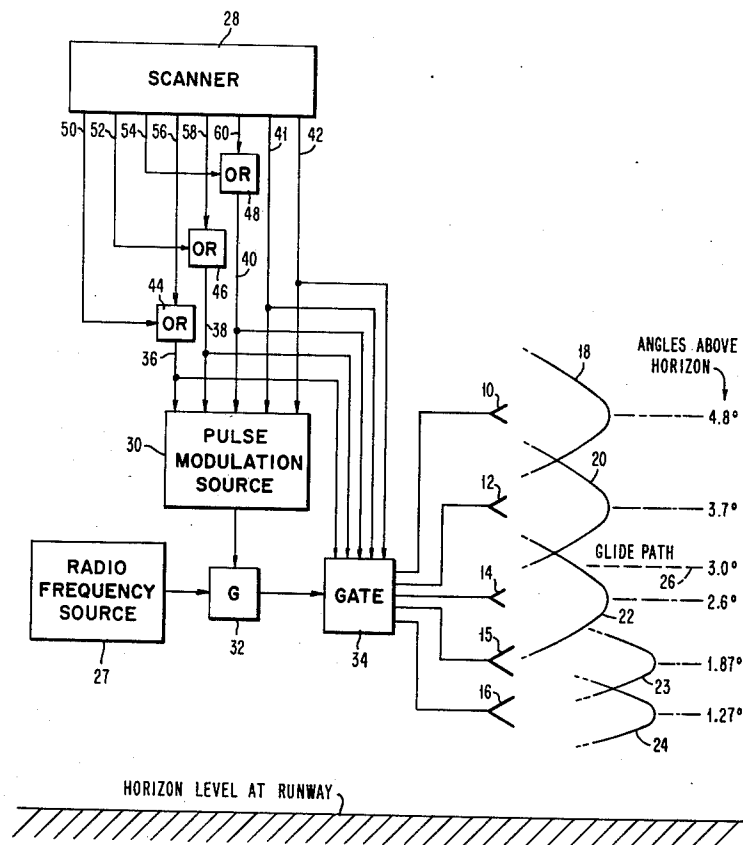 28
SCANNER
50
52
54
56
58
60
41
42
OR
48
OR
46
40
44
OR
38
36
18
ANGLES ABOVE
HORIZON
10
4.8°
30
PULSE
MODULATION
SOURCE
20
12
3.7°
GLIDE PATH
26
3.0°
RADIO
FREQUENCY
SOURCE
27
G
32
GATE
34
14
2.6°
22
15
1.87°
23
16
1.27°
24
HORIZON LEVEL AT RUNWAY